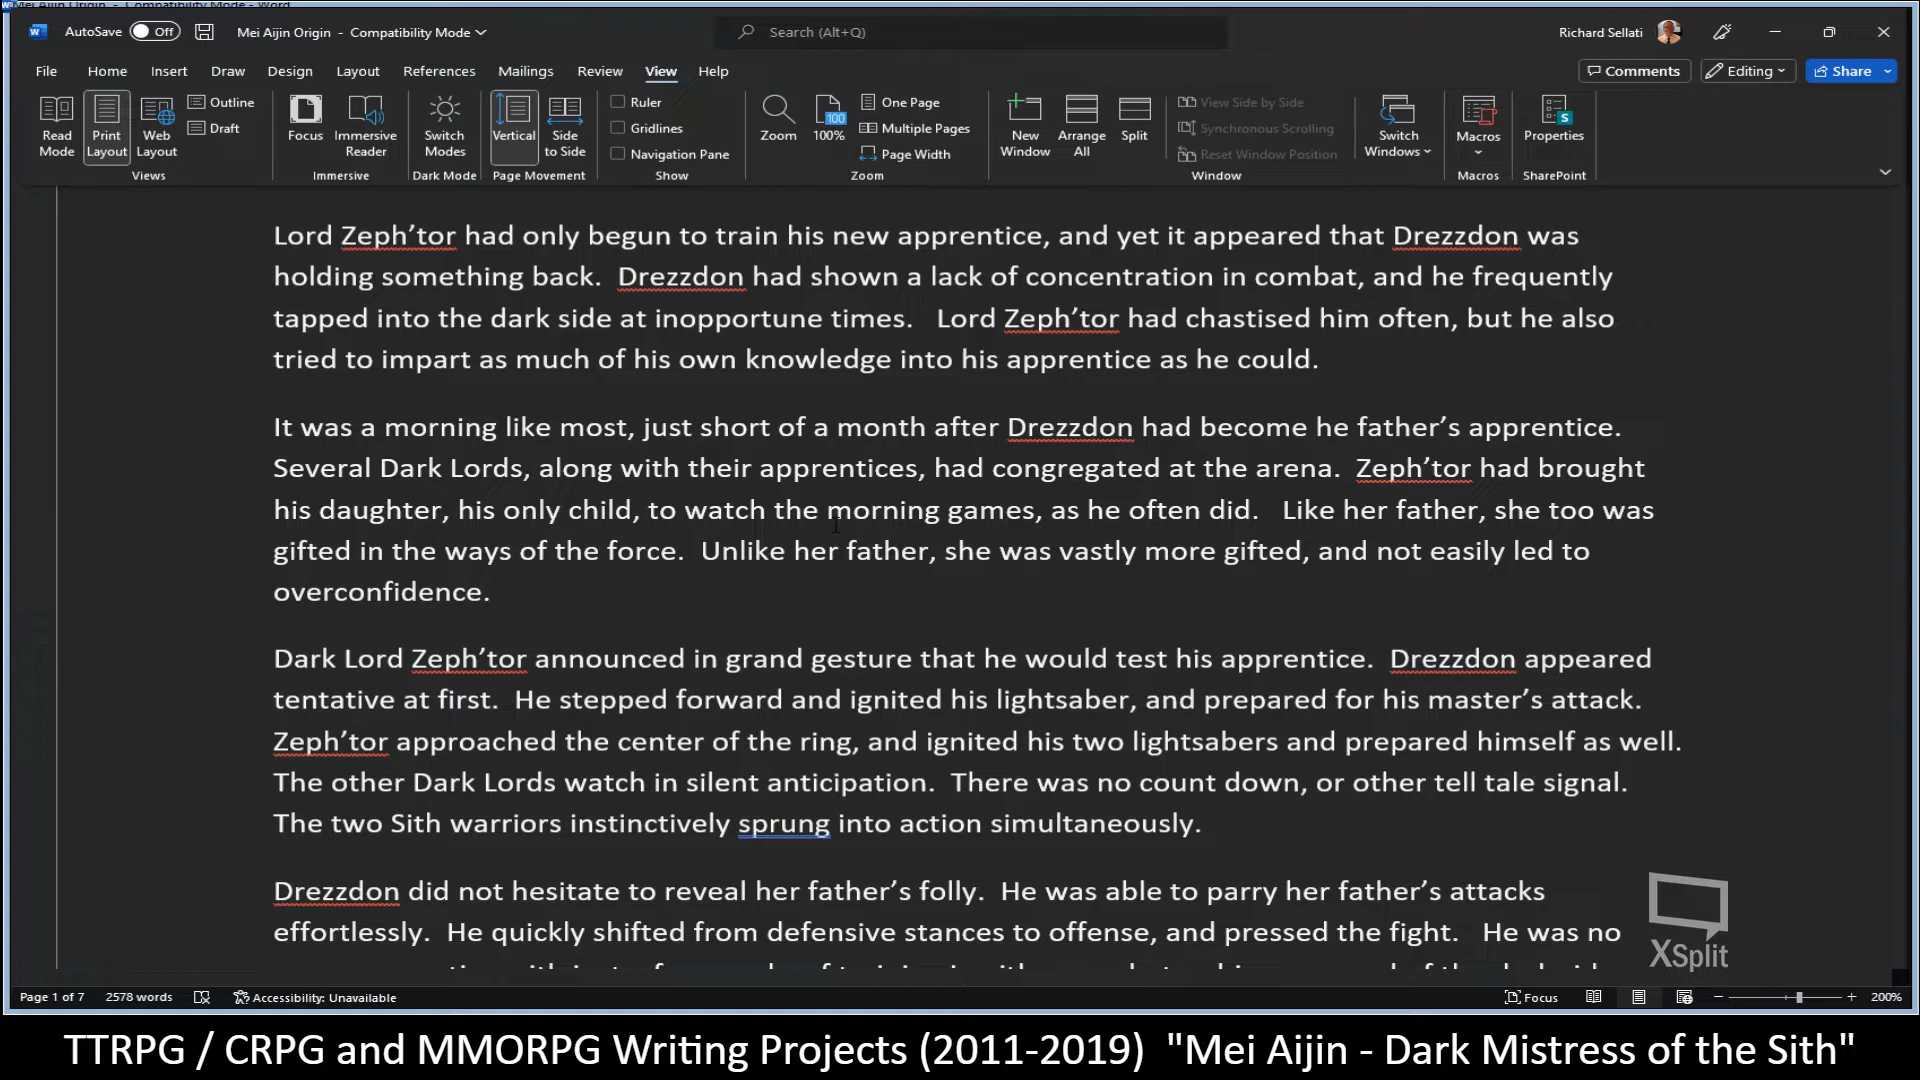 Mei Aijin Origin - Compatibility Mode - Word
AutoSave Off Mei Aijin Origin - Compatibility Mode Search (Alt+Q) Richard Sellati
File Home Insert Draw Design Layout References Mailings Review View Help Comments Editing Share
Read Mode Print Layout Web Layout Outline Draft Views
Focus Immersive Reader Immersive
Switch Modes Dark Mode
Vertical Side to Side Page Movement
Ruler Gridlines Navigation Pane Show
Zoom 100 100% One Page Multiple Pages Page Width Zoom
New Window Arrange All Split View Side by Side Synchronous Scrolling Reset Window Position Switch Windows Window
Macros Macros
Properties SharePoint
Lord Zeph’tor had only begun to train his new apprentice, and yet it appeared that Drezzdon was
holding something back.  Drezzdon had shown a lack of concentration in combat, and he frequently
tapped into the dark side at inopportune times.   Lord Zeph’tor had chastised him often, but he also
tried to impart as much of his own knowledge into his apprentice as he could.
It was a morning like most, just short of a month after Drezzdon had become he father’s apprentice.
Several Dark Lords, along with their apprentices, had congregated at the arena.  Zeph’tor had brought
his daughter, his only child, to watch the morning games, as he often did.   Like her father, she too was
gifted in the ways of the force.  Unlike her father, she was vastly more gifted, and not easily led to
overconfidence.
Dark Lord Zeph’tor announced in grand gesture that he would test his apprentice.  Drezzdon appeared
tentative at first.  He stepped forward and ignited his lightsaber, and prepared for his master’s attack.
Zeph’tor approached the center of the ring, and ignited his two lightsabers and prepared himself as well.
The other Dark Lords watch in silent anticipation.  There was no count down, or other tell tale signal.
The two Sith warriors instinctively sprung into action simultaneously.
Drezzdon did not hesitate to reveal her father’s folly.  He was able to parry her father’s attacks
effortlessly.  He quickly shifted from defensive stances to offense, and pressed the fight.   He was no
XSplit
Page 1 of 7 2578 words Accessibility: Unavailable Focus 200%
TTRPG / CRPG and MMORPG Writing Projects (2011-2019)  "Mei Aijin - Dark Mistress of the Sith"